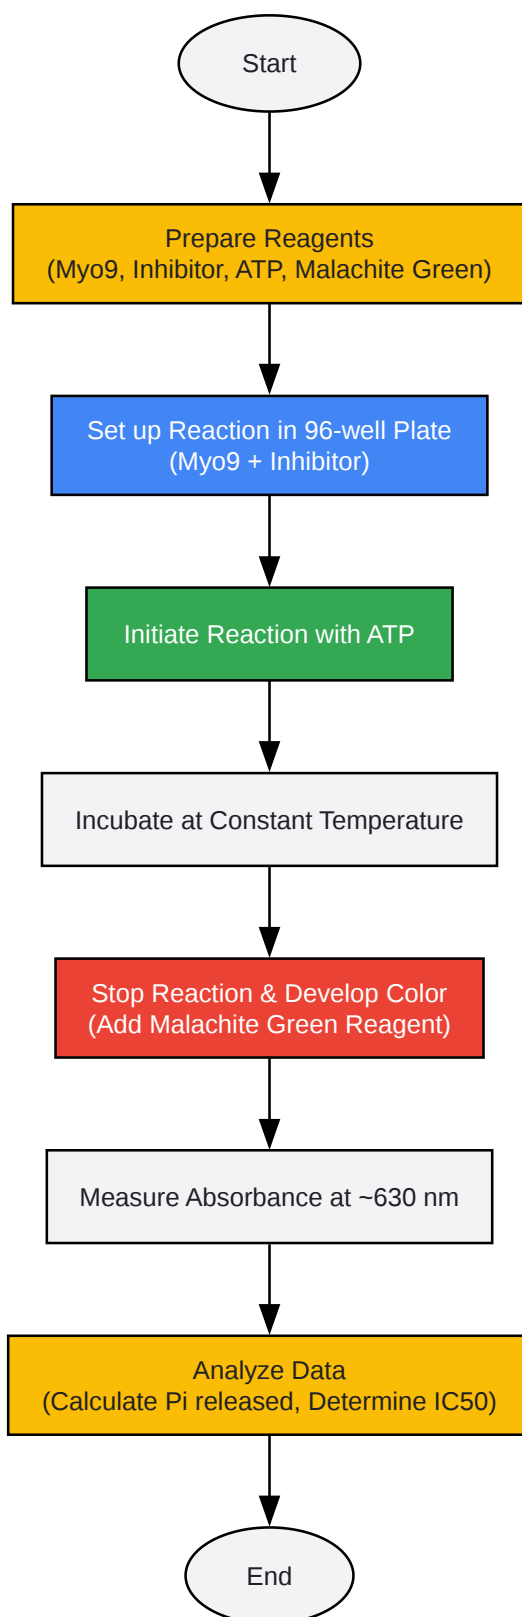 Start
Prepare Reagents
(Myo9, Inhibitor, ATP, Malachite Green)
Set up Reaction in 96-well Plate
(Myo9 + Inhibitor)
Initiate Reaction with ATP
Incubate at Constant Temperature
Stop Reaction & Develop Color
(Add Malachite Green Reagent)
Measure Absorbance at ~630 nm
Analyze Data
(Calculate Pi released, Determine IC50)
End